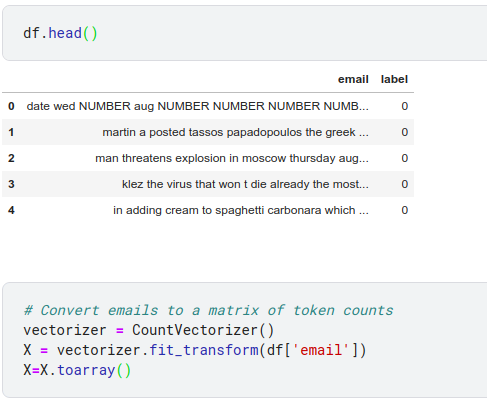 df.head()
email label
0 date wed NUMBER aug NUMBER NUMBER NUMBER NUMB... 0
1 martin a posted tassos papadopoulos the greek ... 0
2 man threatens explosion in moscow thursday aug... 0
3 klez the virus that won t die already the most... 0
4 in adding cream to spaghetti carbonara which ... 0
# Convert emails to a matrix of token counts
vectorizer = CountVectorizer()
X = vectorizer.fit_transform(df['email'])
X=X.toarray()